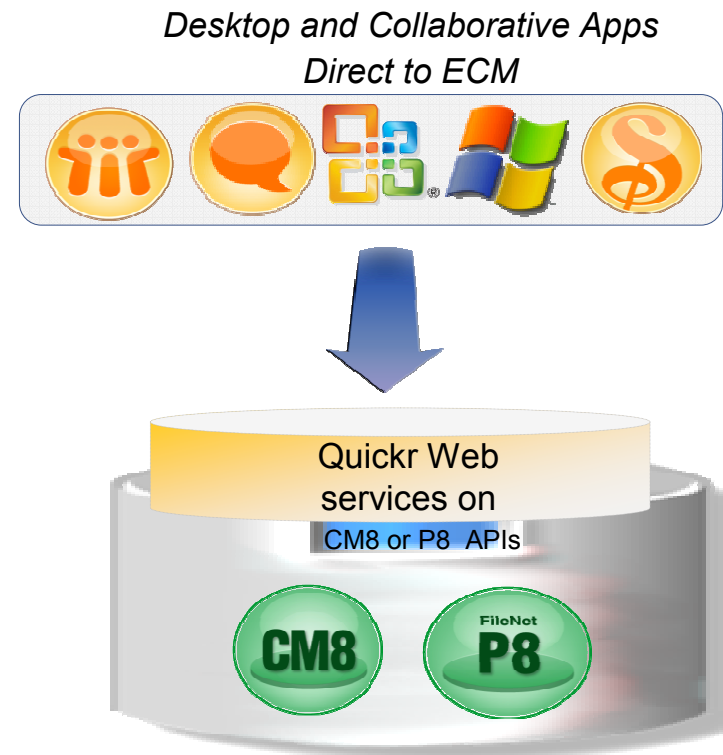 Desktop and Collaborative Apps
Direct to ECM
®
Quickr Web
services on
CM8 or P8 APIs
CM8
FileNet
P8